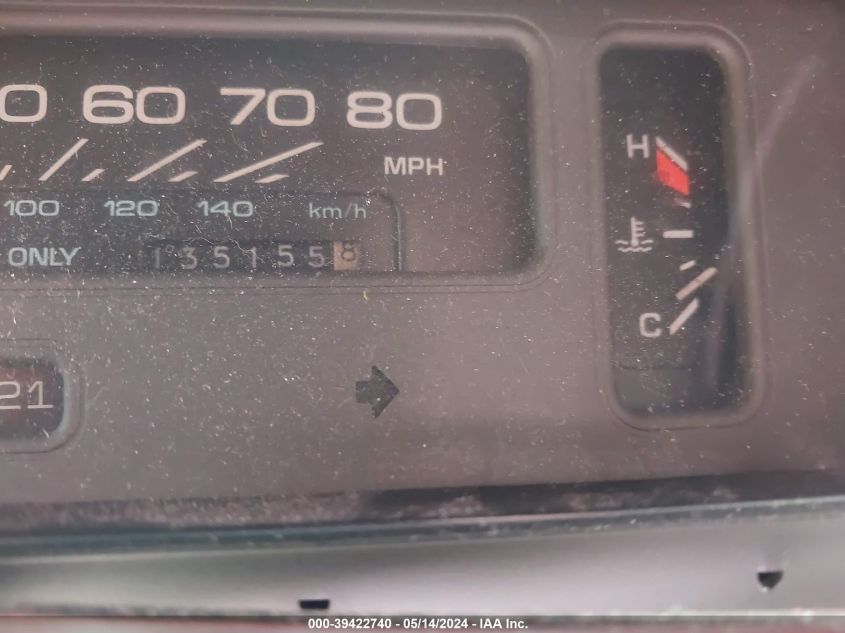 0 60 70 80
MPH
100 120 140 km/h
ONLY 1 3 5 1 5 5 8
21
H
C
000-39422740 - 05/14/2024 - IAA Inc.